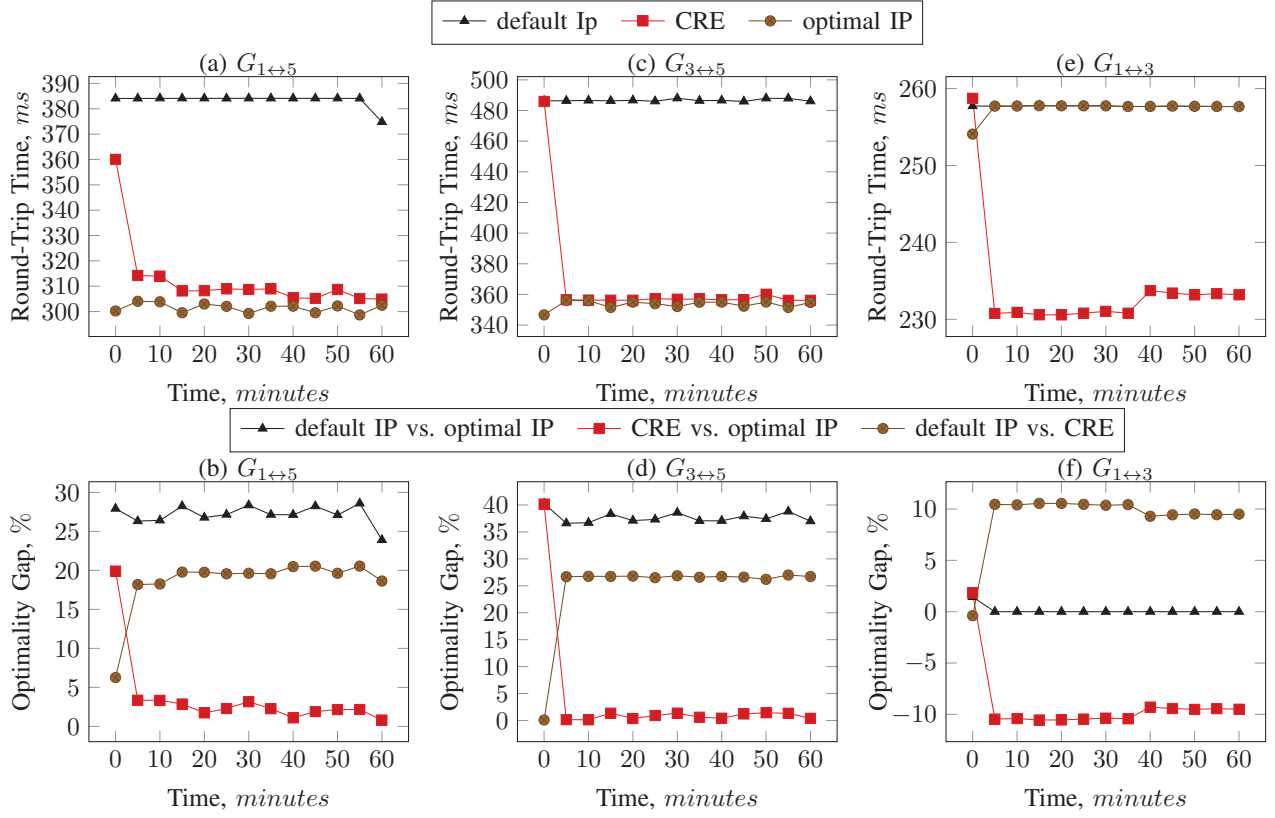 default Ip CRE optimal IP
(a) G1↔5
Round-Trip Time, ms
390
380
370
360
350
340
330
320
310
300
0 10 20 30 40 50 60
Time, minutes
(c) G3↔5
Round-Trip Time, ms
500
480
460
440
420
400
380
360
340
0 10 20 30 40 50 60
Time, minutes
(e) G1↔3
Round-Trip Time, ms
260
250
240
230
0 10 20 30 40 50 60
Time, minutes
default IP vs. optimal IP CRE vs. optimal IP default IP vs. CRE
(b) G1↔5
Optimality Gap, %
30
25
20
15
10
5
0
0 10 20 30 40 50 60
Time, minutes
(d) G3↔5
Optimality Gap, %
40
35
30
25
20
15
10
5
0
0 10 20 30 40 50 60
Time, minutes
(f) G1↔3
Optimality Gap, %
10
5
0
−5
−10
0 10 20 30 40 50 60
Time, minutes